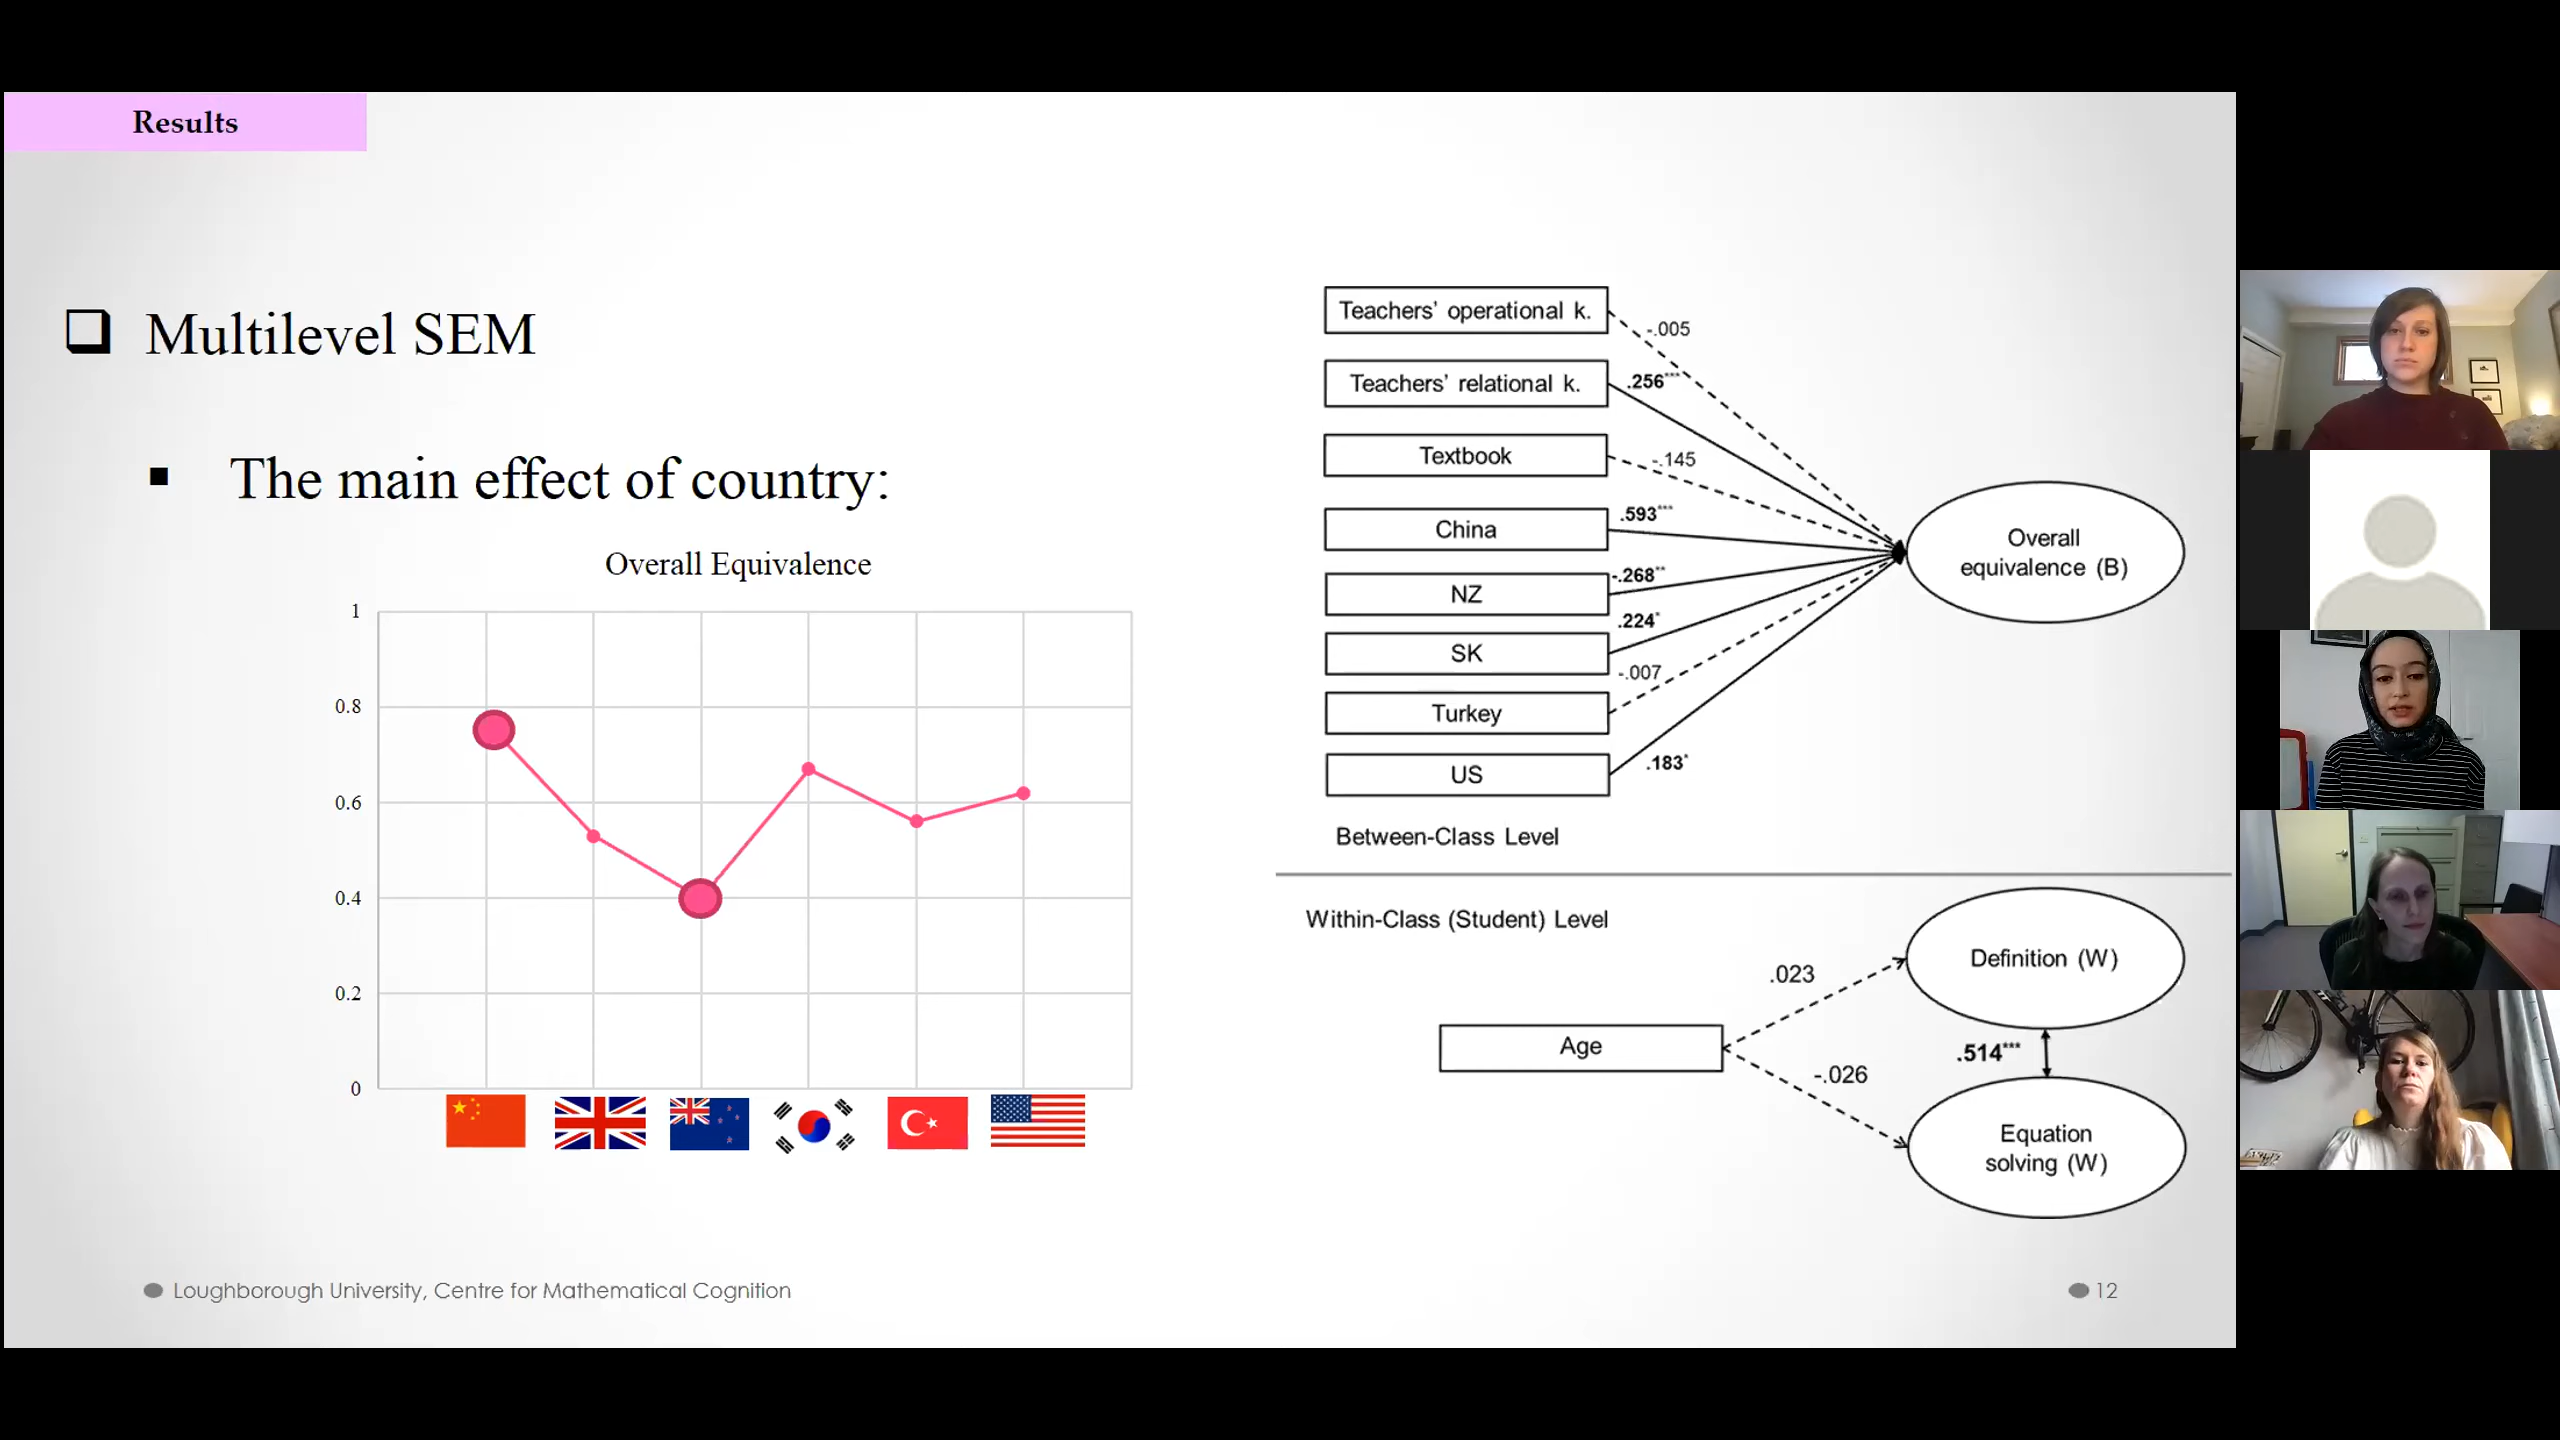 Results
Multilevel SEM
The main effect of country:
Overall Equivalence
1
0.8
0.6
0.4
0.2
0
Teachers' operational k.
-.005
Teachers' relational k.
.256***
Textbook
-.145
China
.593***
NZ
-.268**
SK
.224*
Turkey
-.007
US
.183*
Overall
equivalence (B)
Between-Class Level
Within-Class (Student) Level
Age
.023
-.026
Definition (W)
.514***
Equation
solving (W)
Loughborough University, Centre for Mathematical Cognition
12